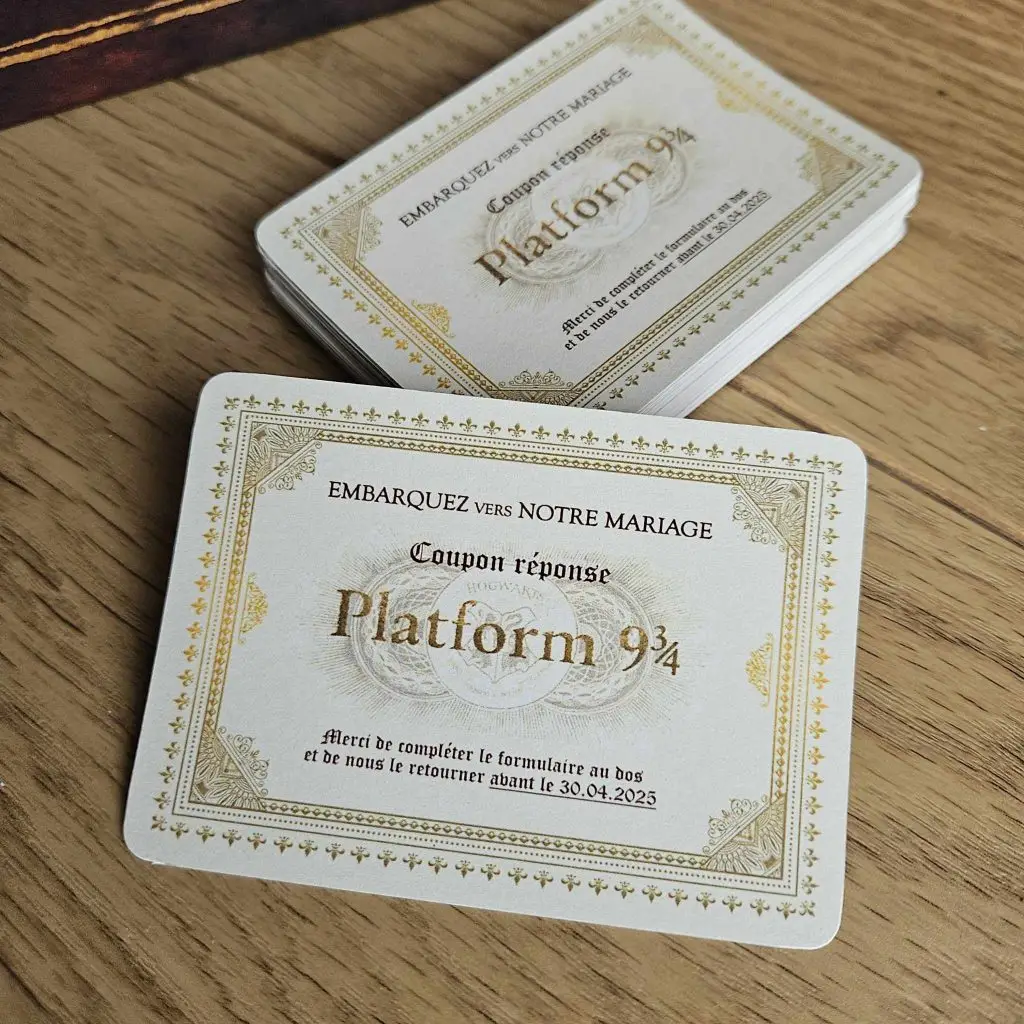 EMBARQUEZ VERS NOTRE MARIAGE
Coupon réponse
Platform 9¾
Merci de compléter le formulaire au dos
et de nous le retourner avant le 30.04.2025
EMBARQUEZ VERS NOTRE MARIAGE
Coupon réponse
HOGWARTS
Platform 9¾
Merci de compléter le formulaire au dos
et de nous le retourner avant le 30.04.2025